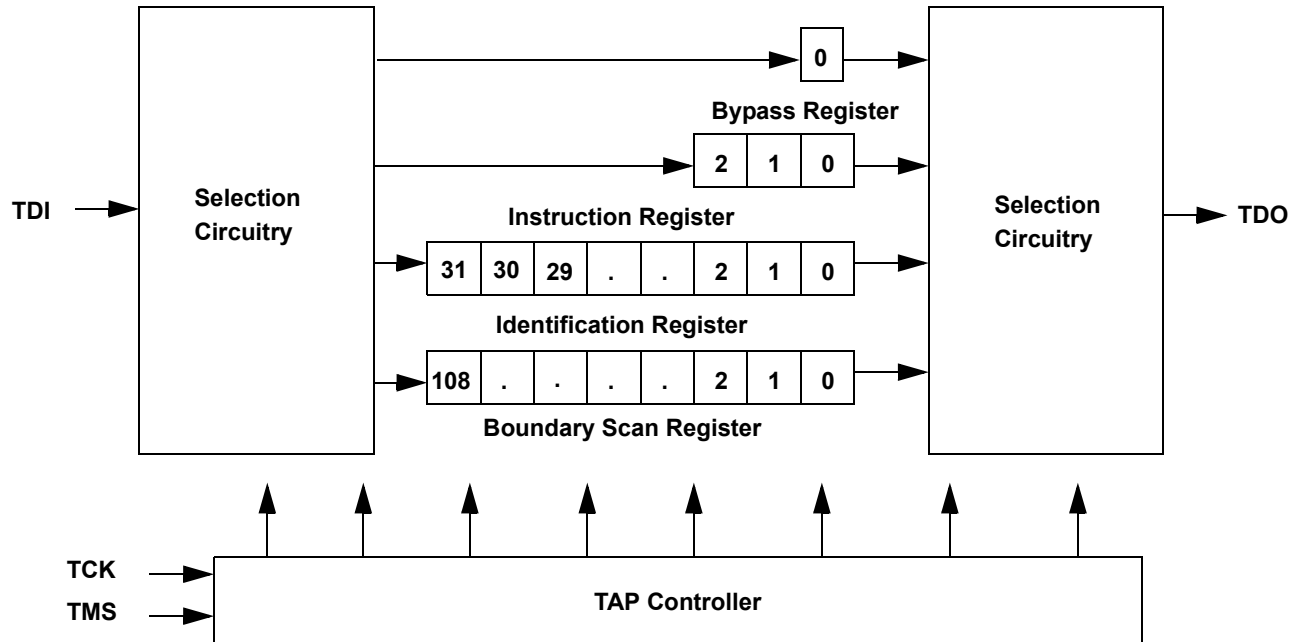 0
Bypass Register
2 1 0
TDI
Selection
Circuitry
Instruction Register
Selection
Circuitry
TDO
31 30 29 . . 2 1 0
Identification Register
108 . . . . 2 1 0
Boundary Scan Register
TCK
TMS
TAP Controller